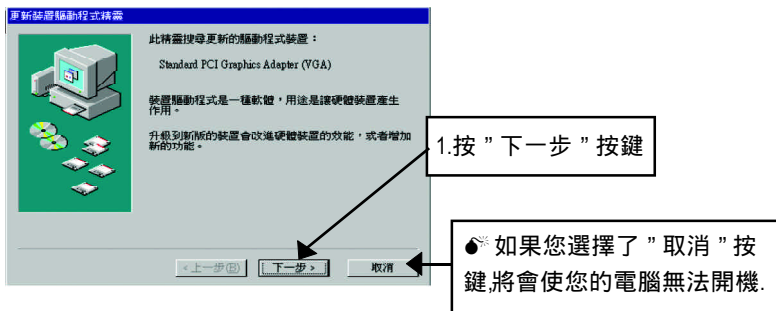 更新裝置驅動程式精靈
此精靈搜尋更新的驅動程式裝置：
Standard PCI Graphics Adapter (VGA)
裝置驅動程式是一種軟體，用途是讓硬體裝置產生
作用。
升級到新版的裝置會改進硬體裝置的效能，或者增加
新的功能。
<上一步(B)
下一步 >
取消
1.按 ” 下一步 ” 按鍵
💣如果您選擇了 ” 取消 ” 按
鍵,將會使您的電腦無法開機.